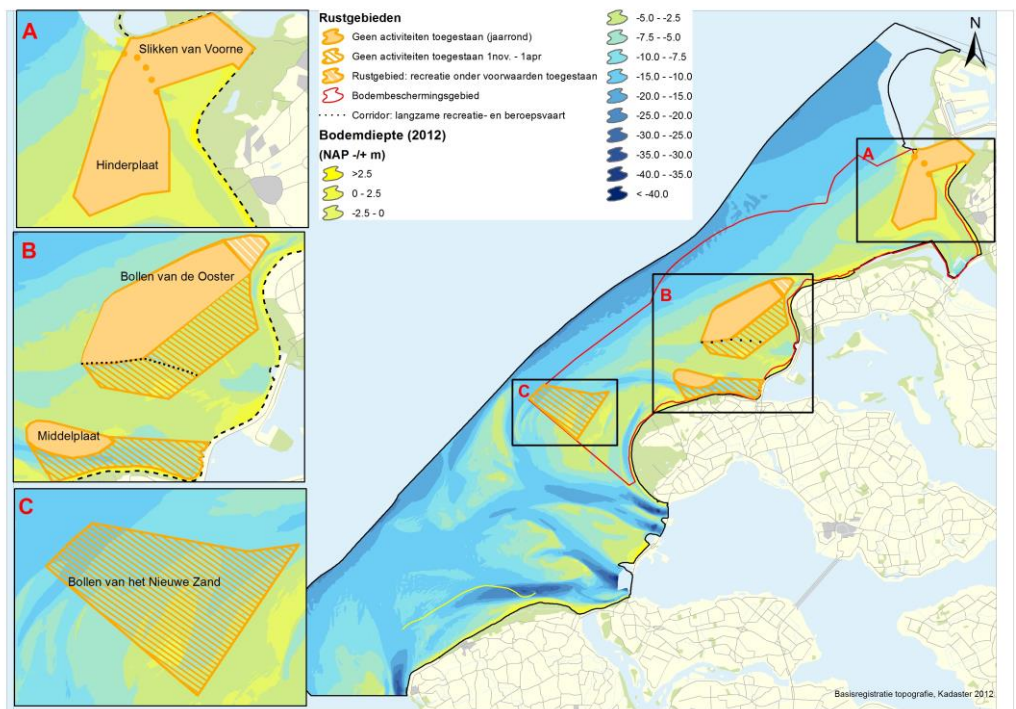 A
Slikken van Voorne
Hinderplaat
B
Bollen van de Ooster
Middelplaat
C
Bollen van het Nieuwe Zand
Rustgebieden
Geen activiteiten toegestaan (jaarrond)
Geen activiteiten toegestaan 1nov. - 1apr
Rustgebied: recreatie onder voorwaarden toegestaan
Bodembeschermingsgebied
Corridor: langzame recreatie- en beroepsvaart
Bodemdiepte (2012)
(NAP -/+ m)
>2.5
0 - 2.5
-2.5 - 0
-5.0 - -2.5
-7.5 - -5.0
-10.0 - -7.5
-15.0 - -10.0
-20.0 - -15.0
-25.0 - -20.0
-30.0 - -25.0
-35.0 - -30.0
-40.0 - -35.0
< -40.0
N
A
B
C
Basisregistratie topografie, Kadaster 2012